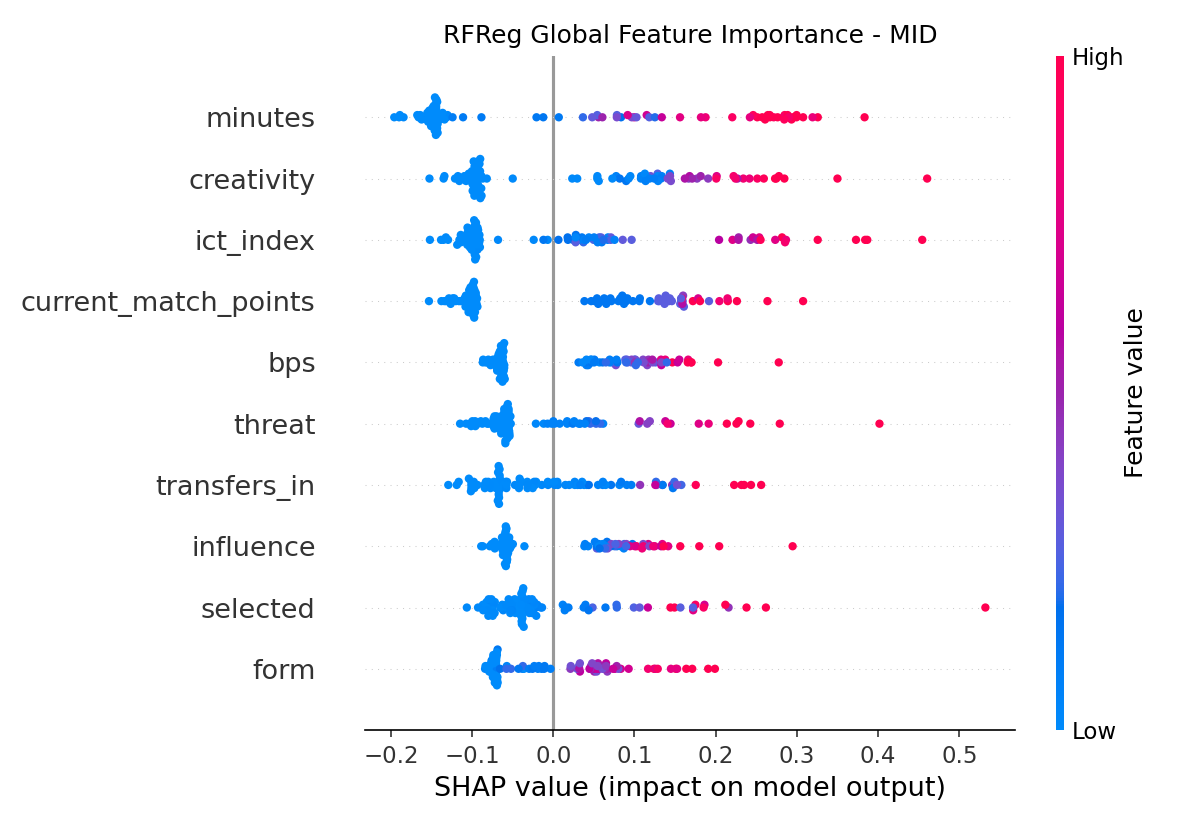 RFReg Global Feature Importance - MID
High
minutes
creativity
ict_index
current_match_points
bps
threat
transfers_in
influence
selected
form
Feature value
Low
−0.2 −0.1 0.0 0.1 0.2 0.3 0.4 0.5
SHAP value (impact on model output)